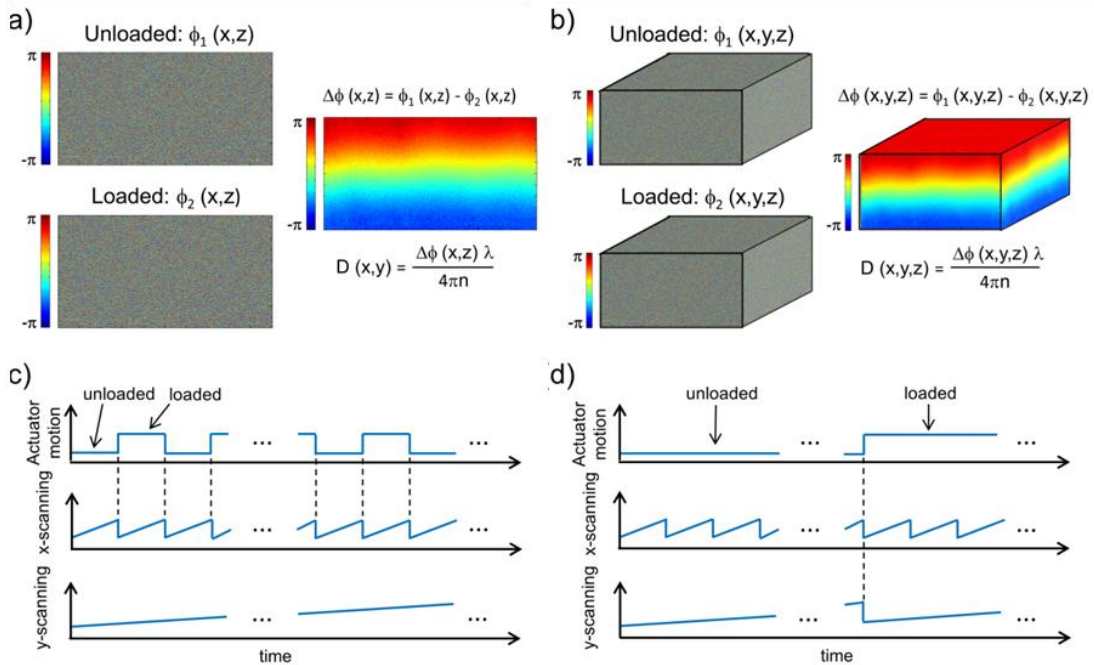 a)
Unloaded: ϕ₁ (x,z)
π
-π
Δϕ (x,z) = ϕ₁ (x,z) - ϕ₂ (x,z)
π
-π
Loaded: ϕ₂ (x,z)
π
-π
D (x,y) = Δϕ (x,z) λ / 4πn
b)
Unloaded: ϕ₁ (x,y,z)
π
-π
Δϕ (x,y,z) = ϕ₁ (x,y,z) - ϕ₂ (x,y,z)
π
-π
Loaded: ϕ₂ (x,y,z)
π
-π
D (x,y,z) = Δϕ (x,y,z) λ / 4πn
c)
unloaded
loaded
Actuator
motion
... ...
x-scanning
... ...
y-scanning
... ...
time
d)
unloaded
loaded
Actuator
motion
... ...
x-scanning
... ...
y-scanning
... ...
time